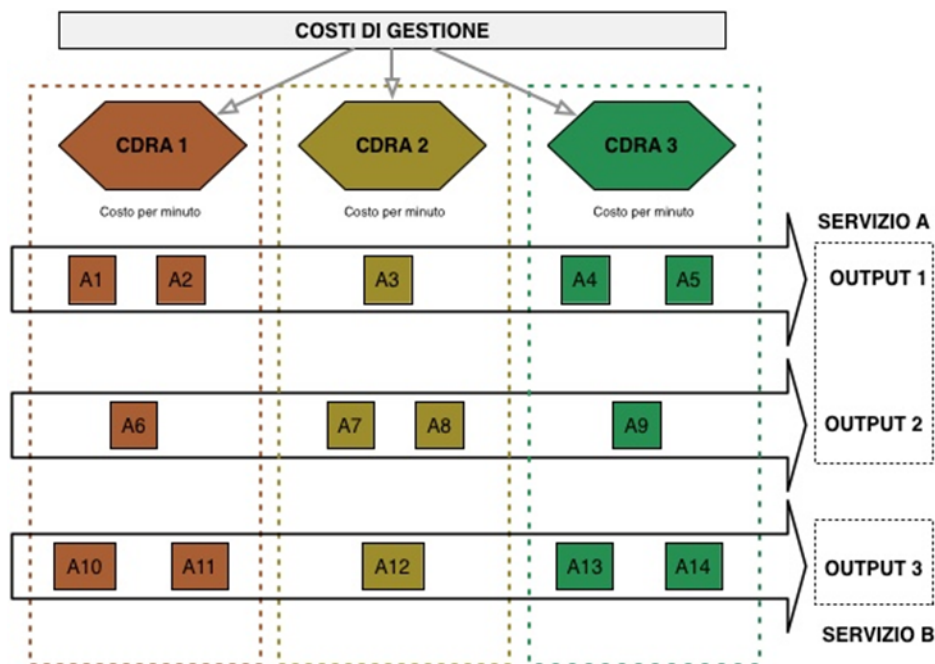 COSTI DI GESTIONE
CDRA 1
CDRA 2
CDRA 3
Costo per minuto
Costo per minuto
Costo per minuto
SERVIZIO A
A1
A2
A3
A4
A5
OUTPUT 1
A6
A7
A8
A9
OUTPUT 2
A10
A11
A12
A13
A14
OUTPUT 3
SERVIZIO B